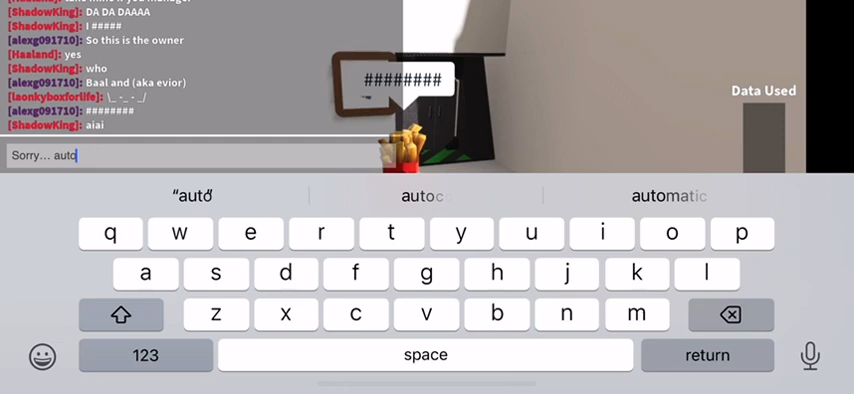 [ShadowKing]: DA DA DAAAA
[ShadowKing]: I #####
[alexg091710]: So this is the owner
[Haaland]: yes
[ShadowKing]: who
[alexg091710]: Baal and (aka evior)
[laonkyboxforlife]: \_ -_- _/
[alexg091710]: ########
[ShadowKing]: aiai
########
Data Used
Sorry… auto
“auto”
autoc
automatic
q w e r t y u i o p
a s d f g h j k l
z x c v b n m
123 space return